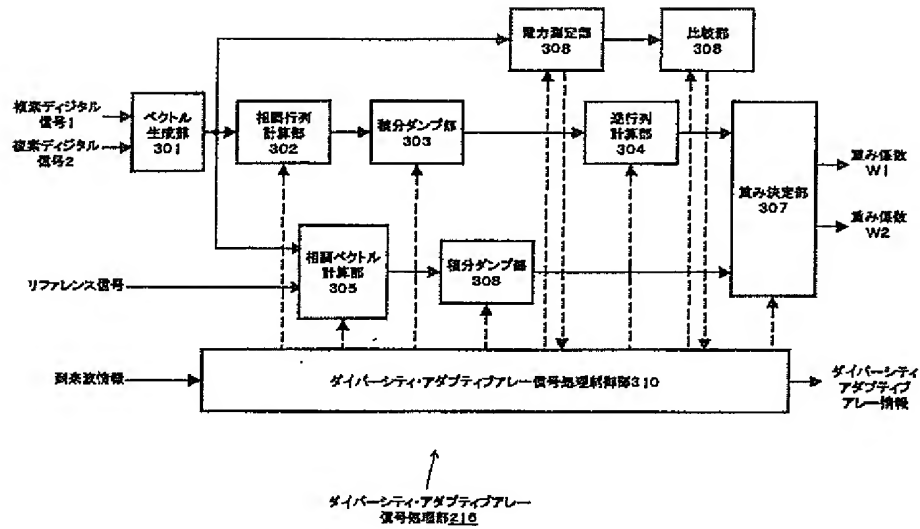 電力測定部
308
比較部
308
複素ディジタル
信号1
複素ディジタル
信号2
ベクトル
生成部
301
相関行列
計算部
302
積分ダンプ部
303
逆行列
計算部
304
重み決定部
307
重み係数
W1
重み係数
W2
リファレンス信号
相関ベクトル
計算部
305
積分ダンプ部
308
到来波情報
ダイバーシティ・アダプティブアレー信号処理制御部310
ダイバーシティ
アダプティブ
アレー情報
ダイバーシティ・アダプティブアレー
信号処理部216